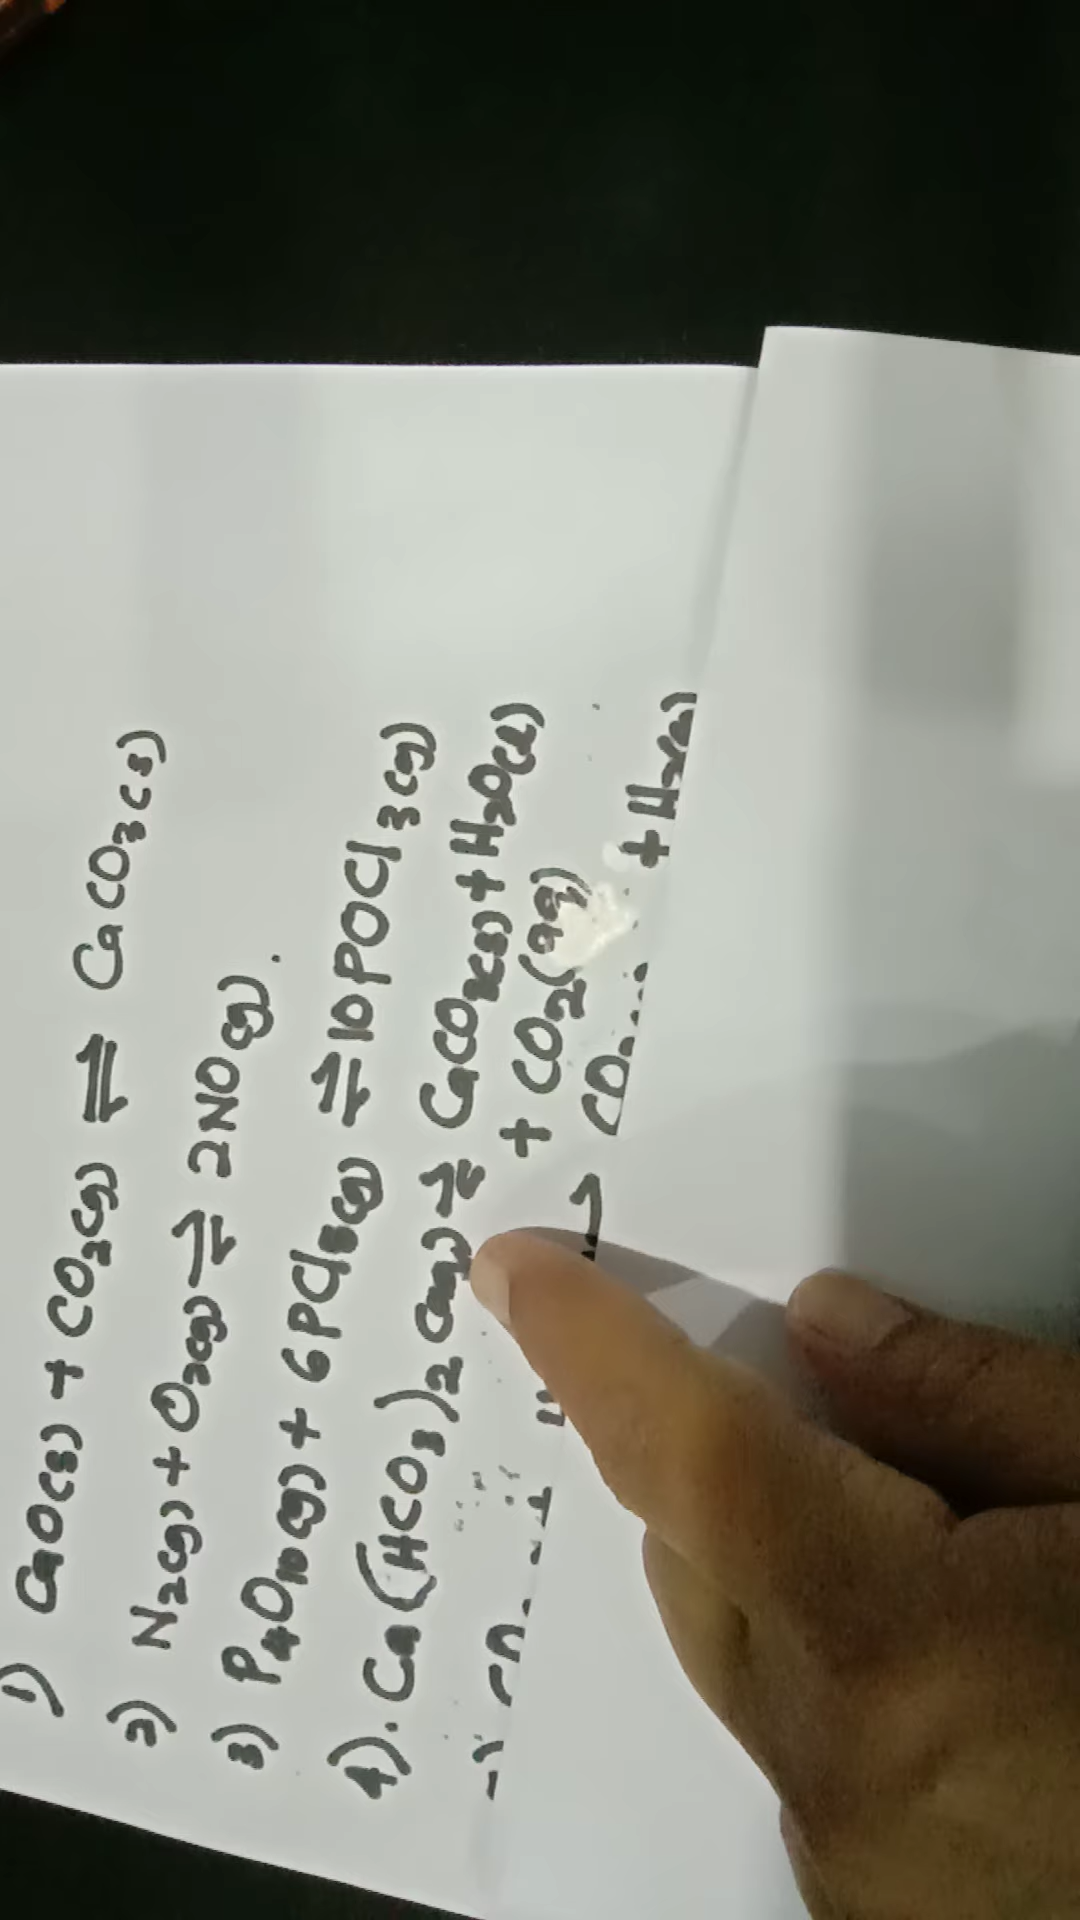 1) CaO(s) + CO₂(g) ⇌ CaCO₃(s)
2) N₂(g) + O₂(g) ⇌ 2NO(g).
3) P₄O₁₀(g) + 6PCl₅(g) ⇌ 10POCl₃(g)
4). Ca(HCO₃)₂(aq) ⇌ CaCO₃(s) + H₂O(l)
+ CO₂(aq)